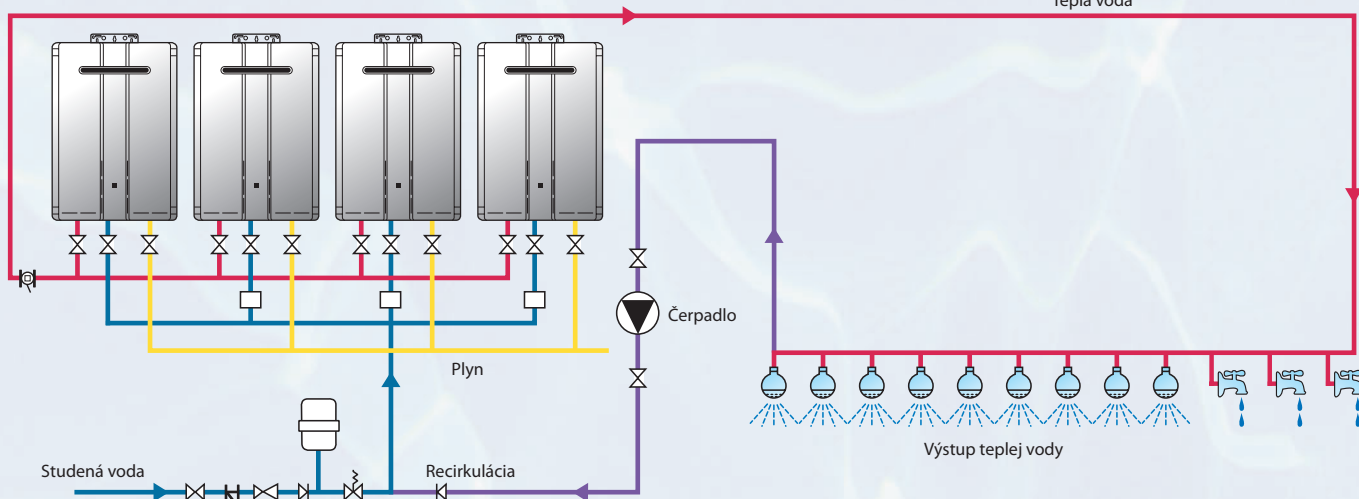 Teplá voda
Čerpadlo
Plyn
Výstup teplej vody
Studená voda
Recirkulácia